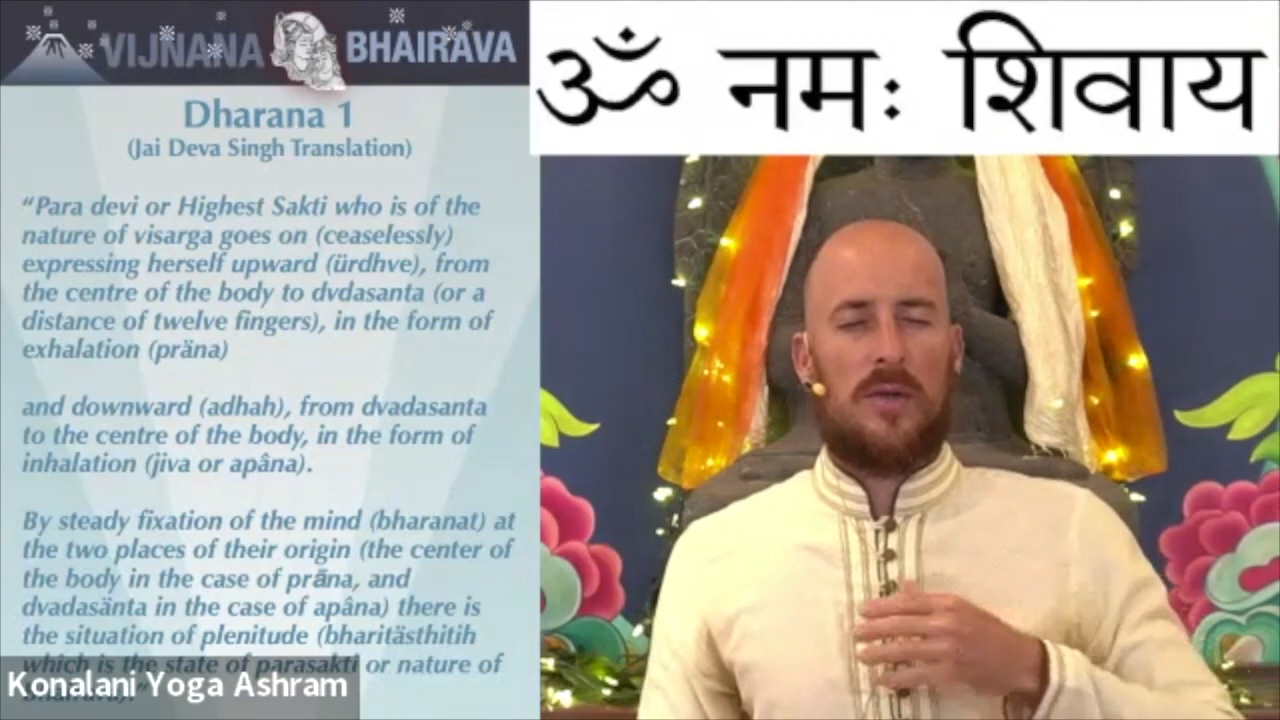 VIJNANA BHAIRAVA
Dharana 1
(Jai Deva Singh Translation)
“Para devi or Highest Sakti who is of the
nature of visarga goes on (ceaselessly)
expressing herself upward (ürdhve), from
the centre of the body to dvdasanta (or a
distance of twelve fingers), in the form of
exhalation (präna)
and downward (adhah), from dvadasanta
to the centre of the body, in the form of
inhalation (jiva or apâna).
By steady fixation of the mind (bharanat) at
the two places of their origin (the center of
the body in the case of prāna, and
dvadasänta in the case of apâna) there is
the situation of plenitude (bharitästhitih
which is the state of parasakti or nature of
Konalani Yoga Ashram
ॐ नमः शिवाय